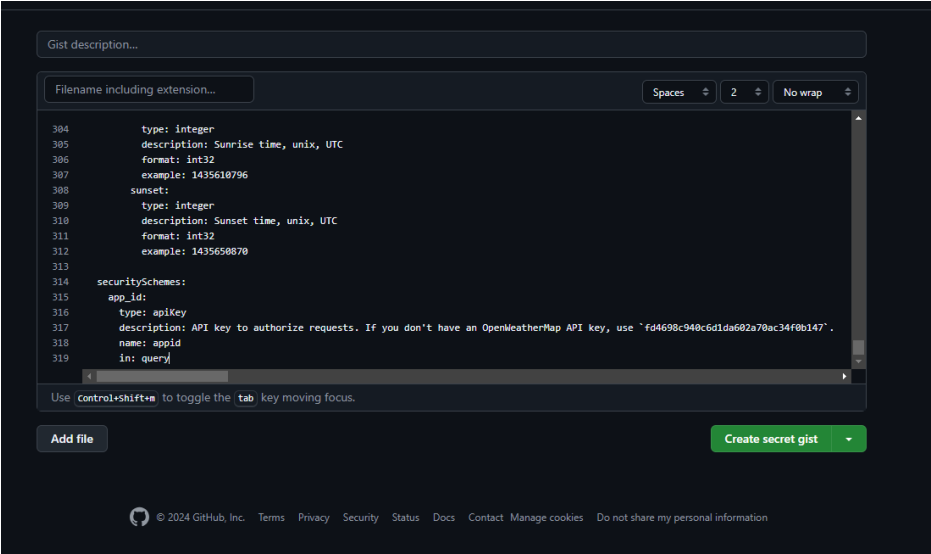 Gist description...
Filename including extension...
Spaces
2
No wrap
304 type: integer
305 description: Sunrise time, unix, UTC
306 format: int32
307 example: 1435610796
308 sunset:
309 type: integer
310 description: Sunset time, unix, UTC
311 format: int32
312 example: 1435650870
313
314 securitySchemes:
315 app_id:
316 type: apiKey
317 description: API key to authorize requests. If you don't have an OpenWeatherMap API key, use `fd4698c940c6d1da602a70ac34f0b147`.
318 name: appid
319 in: query
Use Control+Shift+m to toggle the tab key moving focus.
Add file
Create secret gist
© 2024 GitHub, Inc. Terms Privacy Security Status Docs Contact Manage cookies Do not share my personal information